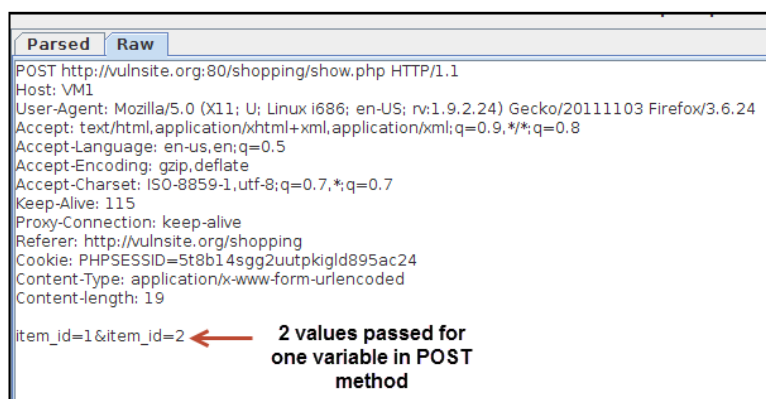 Parsed Raw
POST http://vulnsite.org:80/shopping/show.php HTTP/1.1
Host: VM1
User-Agent: Mozilla/5.0 (X11; U; Linux i686; en-US; rv:1.9.2.24) Gecko/20111103 Firefox/3.6.24
Accept: text/html,application/xhtml+xml,application/xml;q=0.9,*/*;q=0.8
Accept-Language: en-us,en;q=0.5
Accept-Encoding: gzip,deflate
Accept-Charset: ISO-8859-1,utf-8;q=0.7,*;q=0.7
Keep-Alive: 115
Proxy-Connection: keep-alive
Referer: http://vulnsite.org/shopping
Cookie: PHPSESSID=5t8b14sgg2uutpkigld895ac24
Content-Type: application/x-www-form-urlencoded
Content-length: 19
item_id=1&item_id=2
2 values passed for
one variable in POST
method